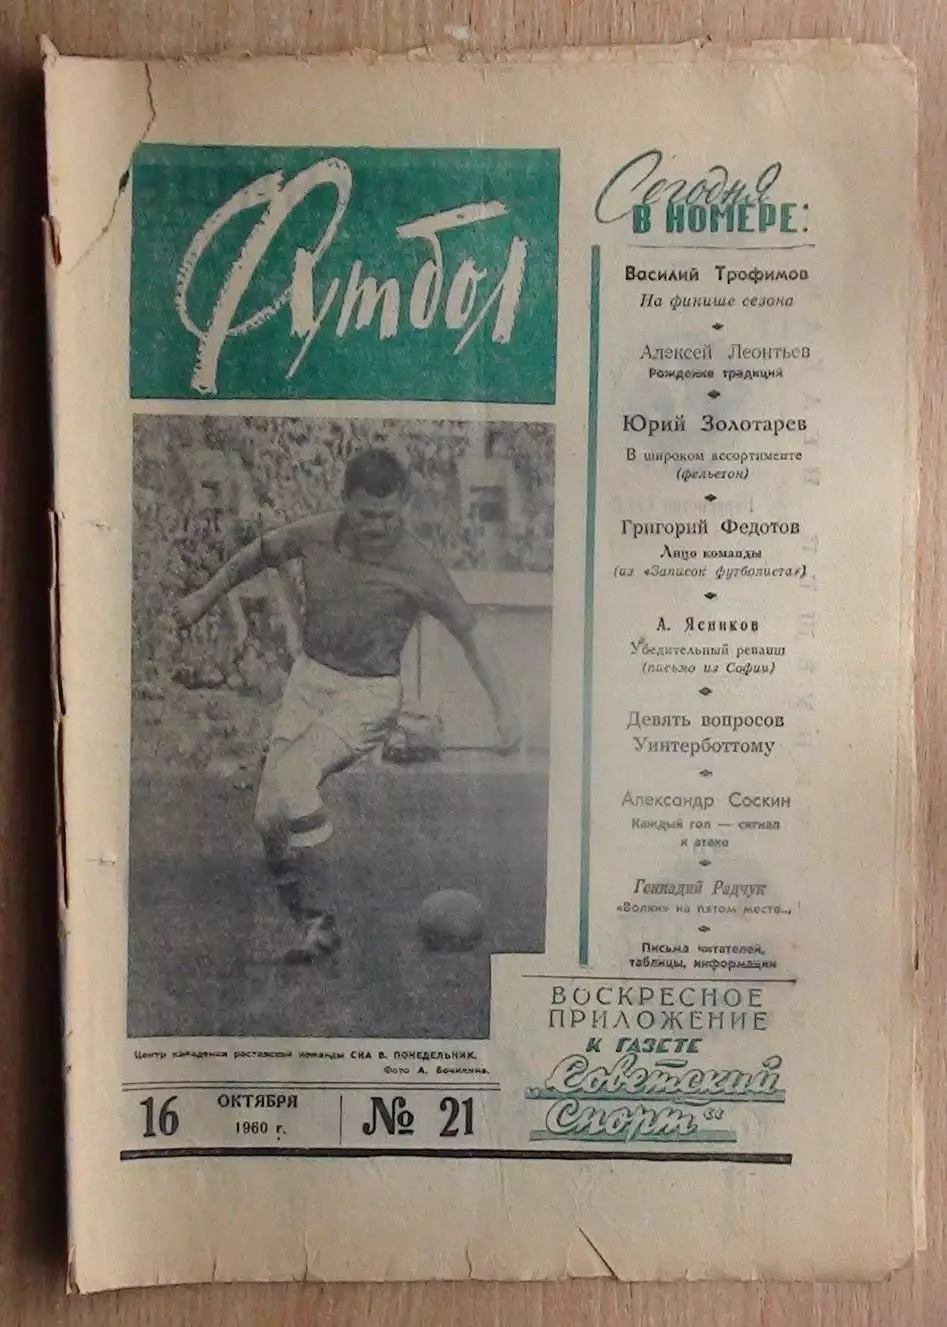 Футбол
Сегодня
В НОМЕРЕ:
Василий Трофимов
На финише сезона
Алексей Леонтьев
Рождение традиций
Юрий Золотарев
В широком ассортименте
(фельетон)
Григорий Федотов
Лицо команды
(из «Записок футболиста»)
А. Ясников
Убедительный реванш
(письмо из Софии)
Девять вопросов
Уинтерботтому
Александр Соскин
Каждый гол — сигнал
к атаке
Геннадий Радчук
«Волки» на пятом месте...
Письма читателей,
таблицы, информации
ВОСКРЕСНОЕ
ПРИЛОЖЕНИЕ
К ГАЗЕТЕ
„Советский
Спорт“
Центр нападения ростовской команды СКА В. ПОНЕДЕЛЬНИК.
Фото А. Бочинина.
16 ОКТЯБРЯ
1960 г.
№ 21